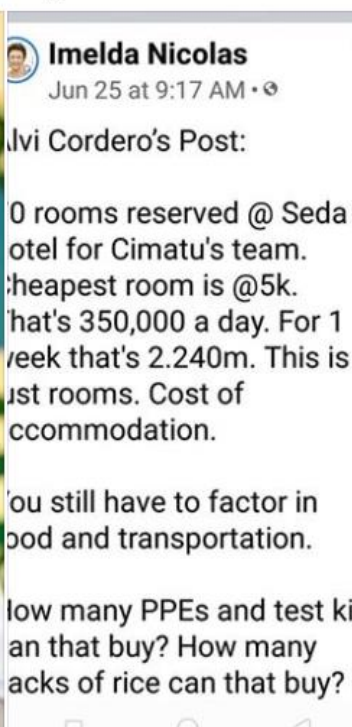 Imelda Nicolas
Jun 25 at 9:17 AM •
lvi Cordero's Post:
0 rooms reserved @ Seda
otel for Cimatu's team.
heapest room is @5k.
hat's 350,000 a day. For 1
eek that's 2.240m. This is
ust rooms. Cost of
ccommodation.
ou still have to factor in
ood and transportation.
ow many PPEs and test ki
an that buy? How many
acks of rice can that buy?